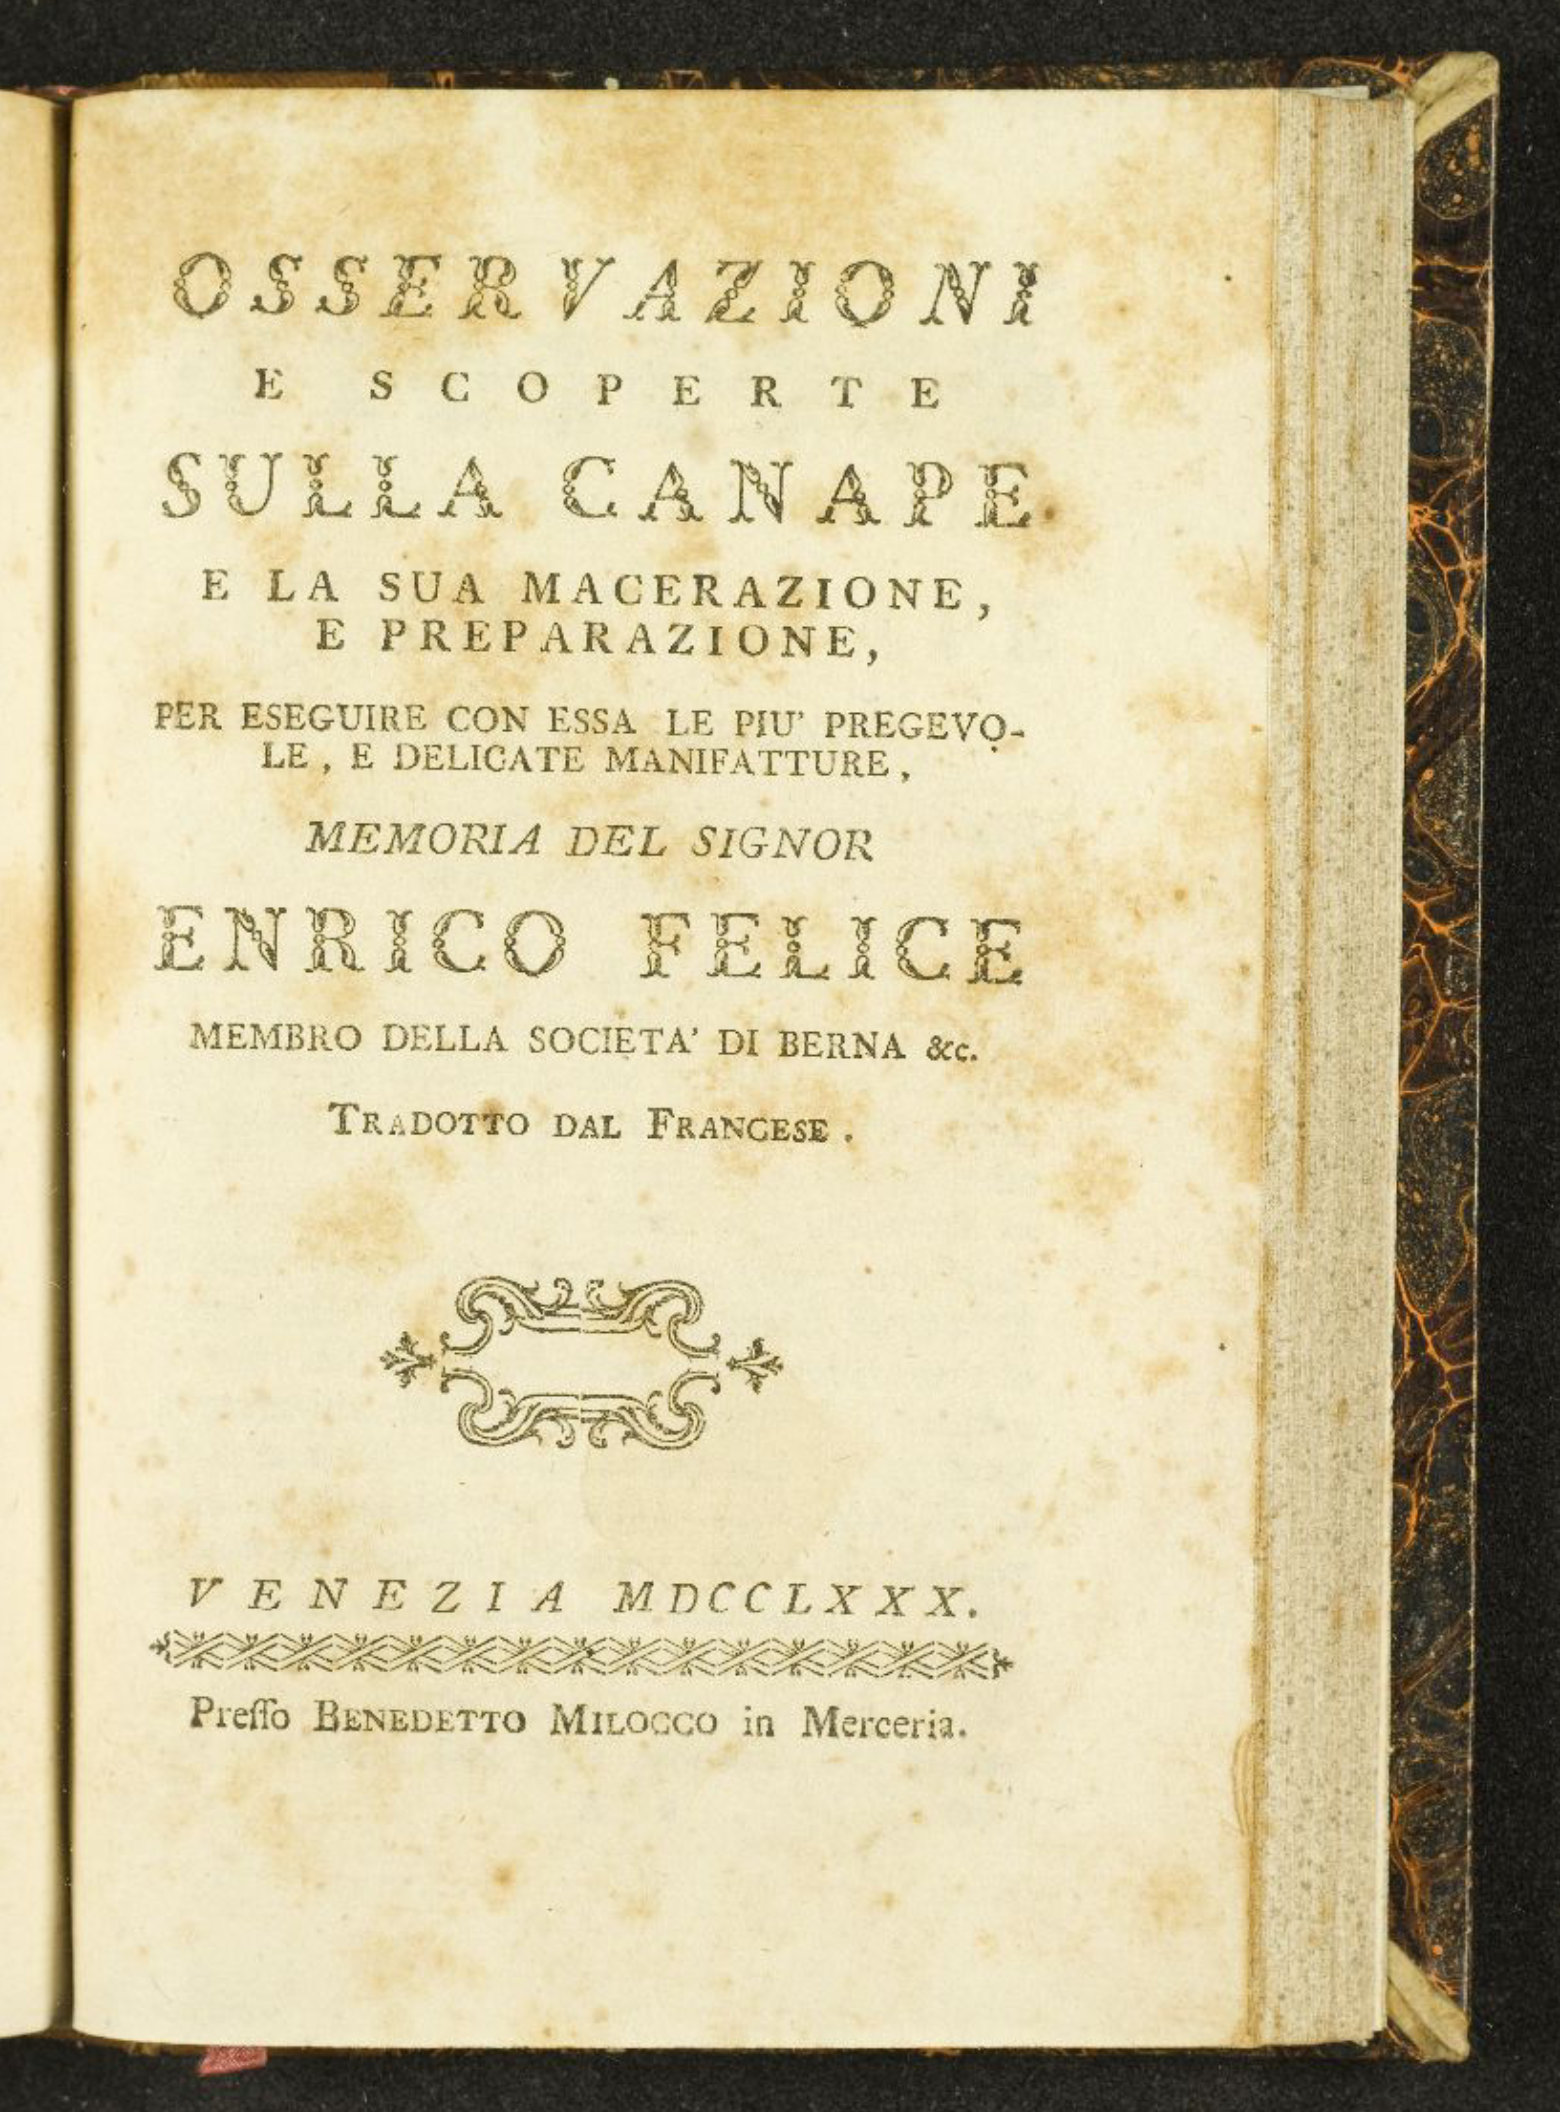 OSSERVAZIONI
E SCOPERTE
SULLA CANAPE
E LA SUA MACERAZIONE,
E PREPARAZIONE,
PER ESEGUIRE CON ESSA LE PIU' PREGEVO-
LE, E DELICATE MANIFATTURE,
MEMORIA DEL SIGNOR
ENRICO FELICE
MEMBRO DELLA SOCIETA' DI BERNA &c.
TRADOTTO DAL FRANCESE.
VENEZIA MDCCLXXX.
Preſſo BENEDETTO MILOCCO in Merceria.